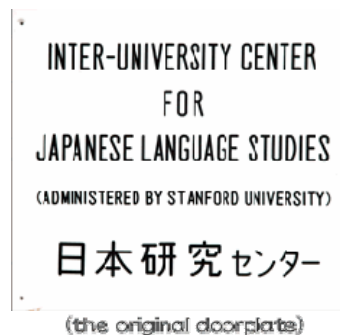 INTER-UNIVERSITY CENTER
FOR
JAPANESE LANGUAGE STUDIES
(ADMINISTERED BY STANFORD UNIVERSITY)
日本研究センター
(the original doorplate)